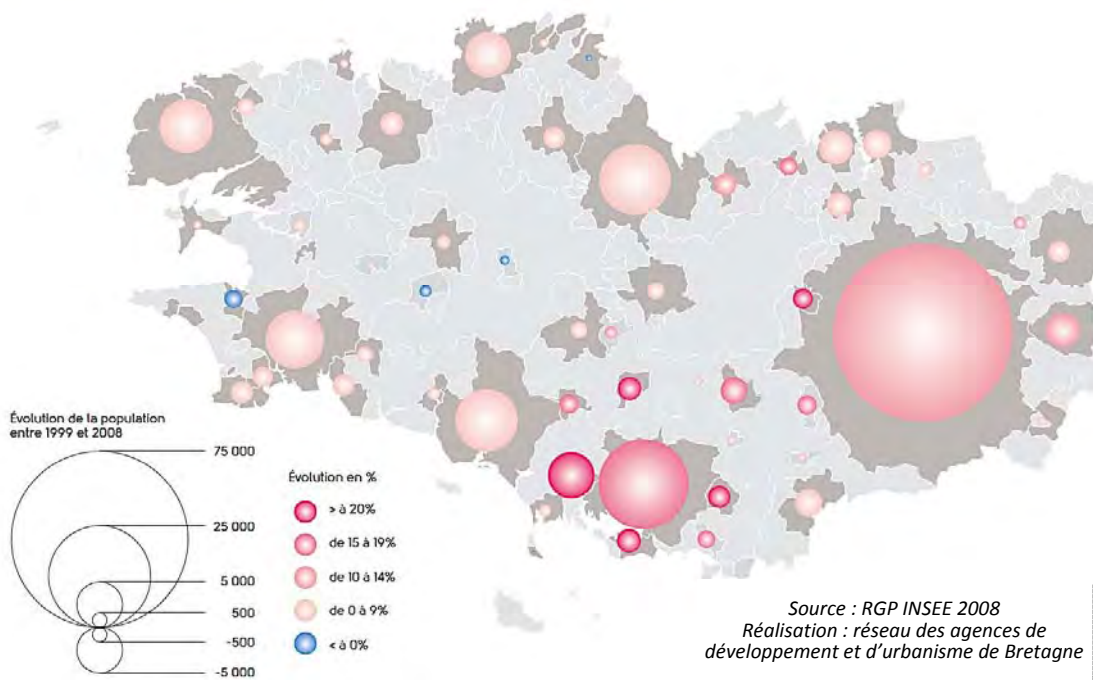 Évolution de la population
entre 1999 et 2008
75 000
25 000
5 000
500
-500
-5 000
Évolution en %
> à 20%
de 15 à 19%
de 10 à 14%
de 0 à 9%
< à 0%
Source : RGP INSEE 2008
Réalisation : réseau des agences de
développement et d'urbanisme de Bretagne